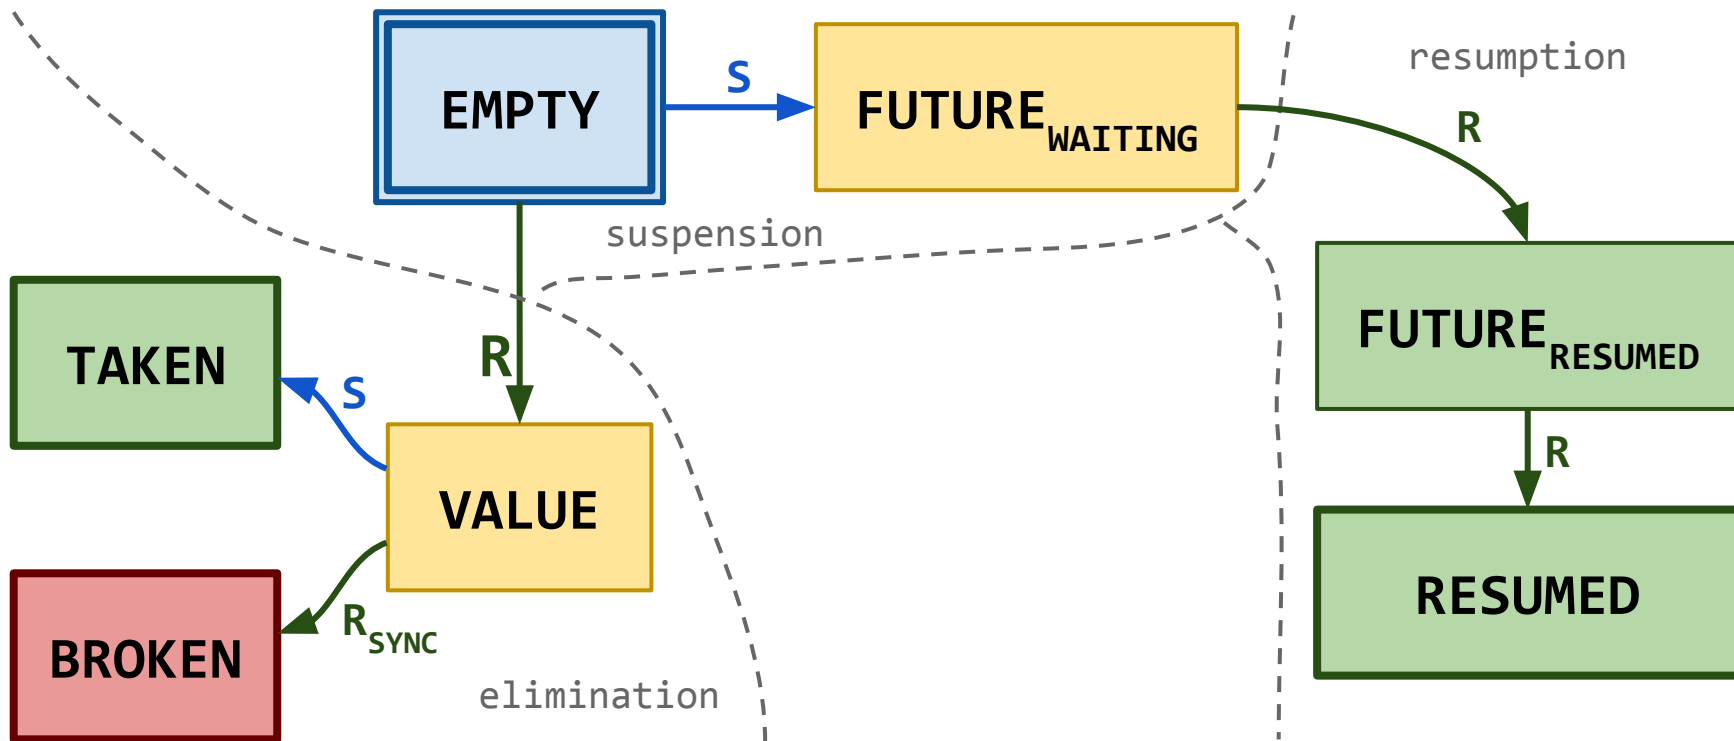 EMPTY
S
FUTURE WAITING
resumption
R
suspension
R
TAKEN
S
VALUE
FUTURE RESUMED
R
RESUMED
R SYNC
BROKEN
elimination